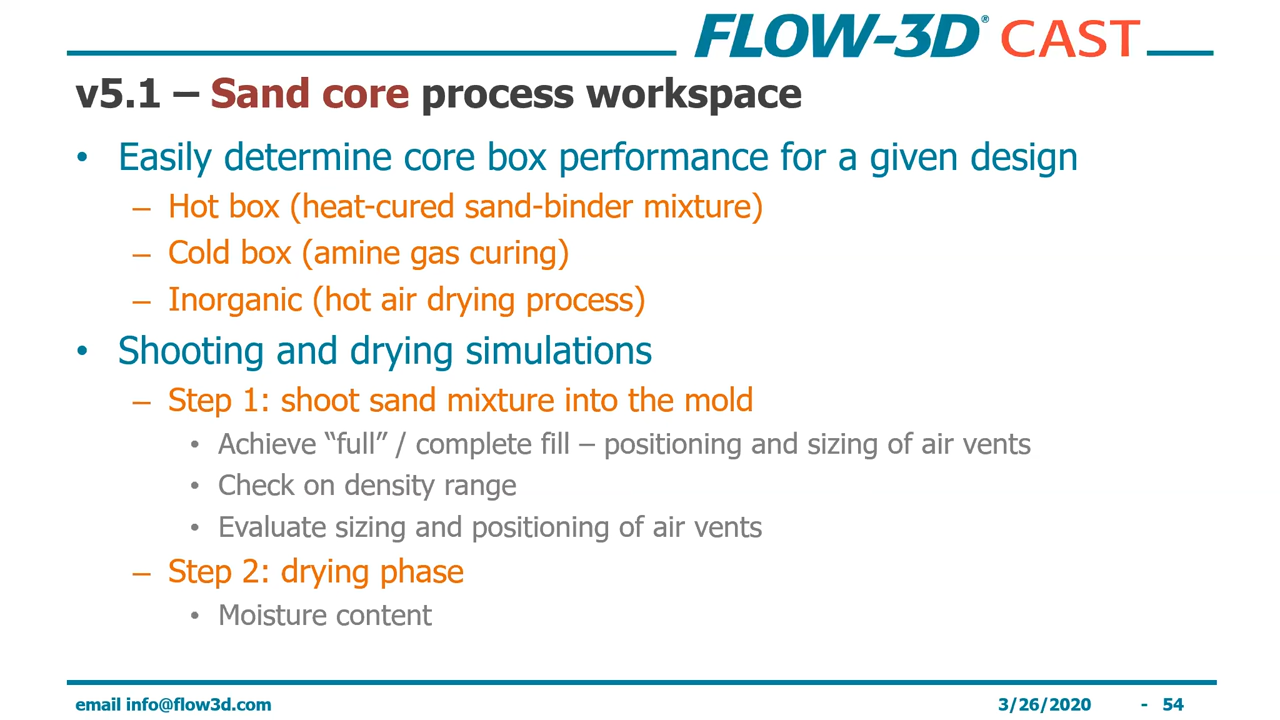 FLOW-3D® CAST
v5.1 – Sand core process workspace
• Easily determine core box performance for a given design
– Hot box (heat-cured sand-binder mixture)
– Cold box (amine gas curing)
– Inorganic (hot air drying process)
• Shooting and drying simulations
– Step 1: shoot sand mixture into the mold
• Achieve “full” / complete fill – positioning and sizing of air vents
• Check on density range
• Evaluate sizing and positioning of air vents
– Step 2: drying phase
• Moisture content
email info@flow3d.com 3/26/2020 - 54